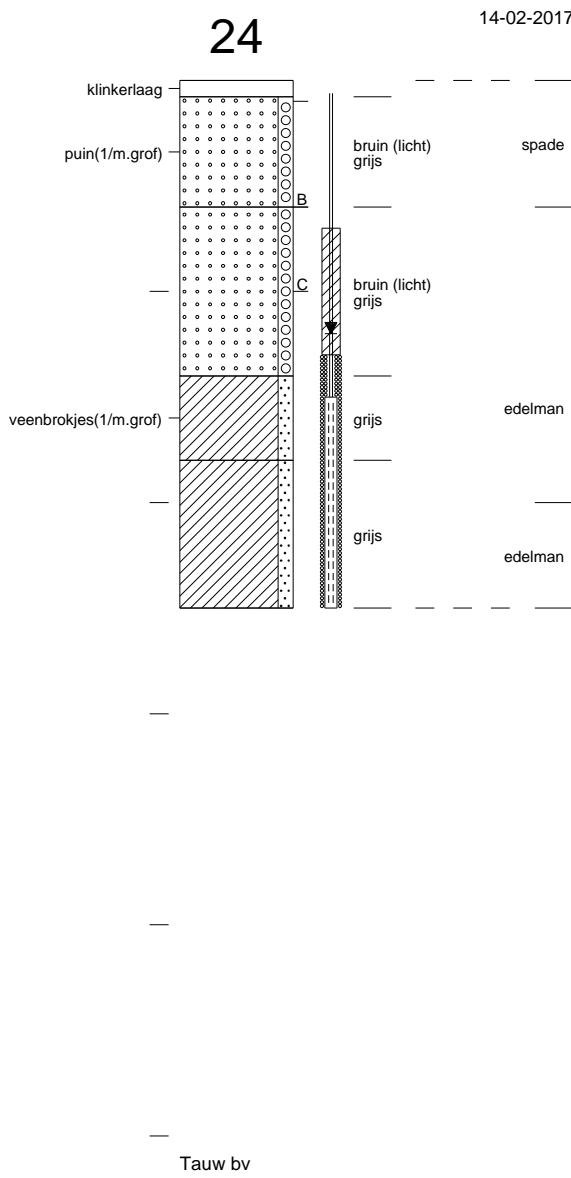 14-02-2017
24
klinkerlaag
puin(1/m.grof)
bruin (licht)
grijs
spade
B
C
bruin (licht)
grijs
veenbrokjes(1/m.grof)
grijs
edelman
grijs
edelman
Tauw bv